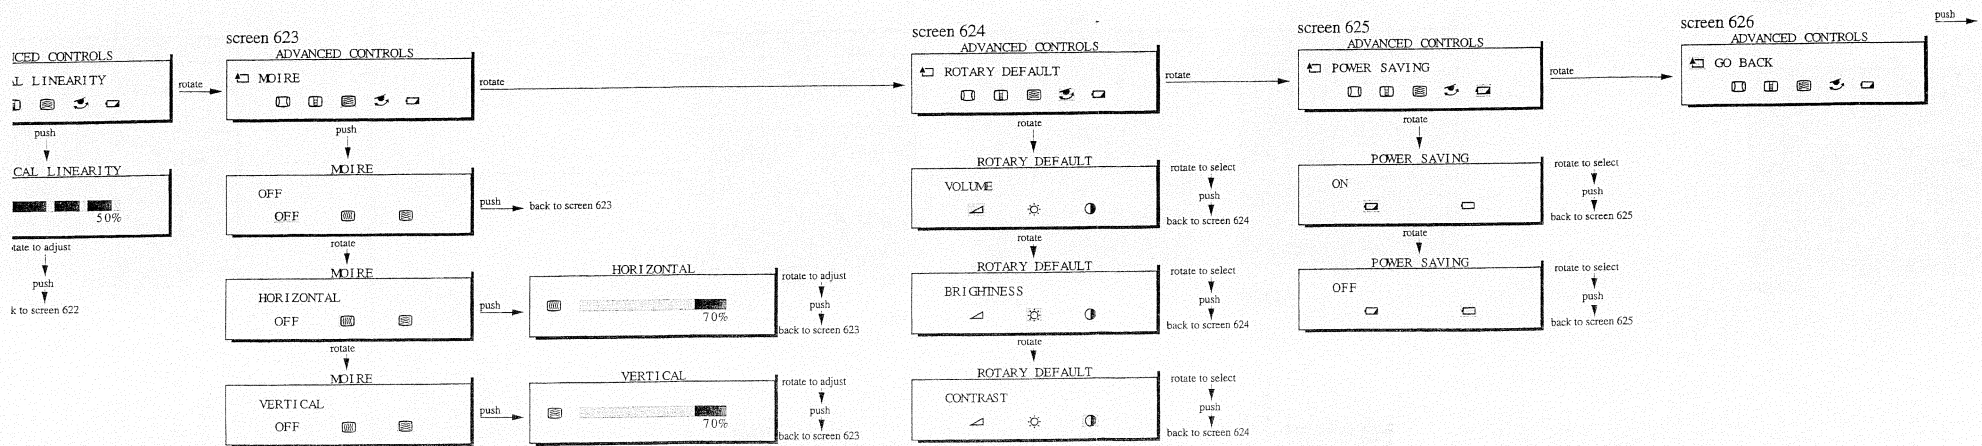 CED CONTROLS
L LINEARITY
push
CAL LINEARITY
50%
tate to adjust
push
k to screen 622
rotate
screen 623
ADVANCED CONTROLS
MOIRE
push
MOIRE
OFF
OFF
push
back to screen 623
rotate
MOIRE
HORIZONTAL
OFF
push
HORIZONTAL
70%
rotate to adjust
push
back to screen 623
rotate
MOIRE
VERTICAL
OFF
push
VERTICAL
70%
rotate to adjust
push
back to screen 623
rotate
screen 624
ADVANCED CONTROLS
ROTARY DEFAULT
rotate
ROTARY DEFAULT
VOLUME
rotate to select
push
back to screen 624
rotate
ROTARY DEFAULT
BRIGHTNESS
rotate to select
push
back to screen 624
rotate
ROTARY DEFAULT
CONTRAST
rotate to select
push
back to screen 624
rotate
screen 625
ADVANCED CONTROLS
POWER SAVING
rotate
POWER SAVING
ON
rotate to select
push
back to screen 625
rotate
POWER SAVING
OFF
rotate to select
push
back to screen 625
rotate
screen 626
ADVANCED CONTROLS
GO BACK
push